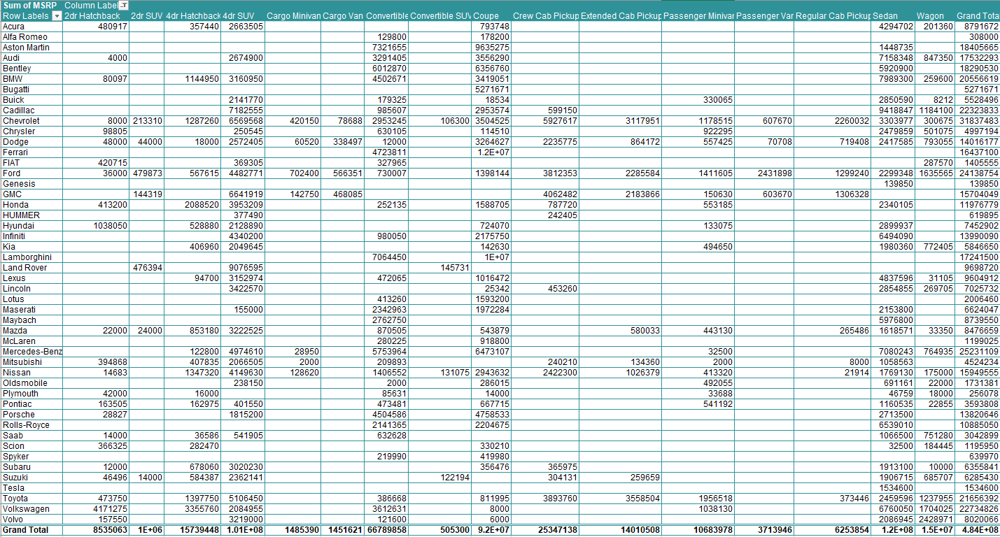 Sum of MSRP Column Label
Row Labels 2dr Hatchback 2dr SUV 4dr Hatchback 4dr SUV Cargo Minivan Cargo Van Convertible Convertible SUV Coupe Crew Cab Pickup Extended Cab Pickup Passenger Minivan Passenger Van Regular Cab Pickup Sedan Wagon Grand Total
Acura 480917 357440 2663505 793748 4294702 201360 8791672
Alfa Romeo 129800 178200 308000
Aston Martin 7321655 9635275 1448735 18405665
Audi 4000 2674900 3291405 3556290 7158348 847350 17532293
Bentley 6012870 6356760 5920900 18290530
BMW 80097 1144950 3160950 4502671 3419051 7989300 259600 20556619
Bugatti 5271671 5271671
Buick 2141770 179325 18534 330065 2850590 8212 5528496
Cadillac 7182555 985607 2953574 599150 9418847 1184100 22323833
Chevrolet 8000 213310 1287260 6569568 420150 78688 2953245 106300 3504525 5927617 3117951 1178515 607670 2260032 3303977 300675 31837483
Chrysler 98805 250545 630105 114510 922295 2479859 501075 4997194
Dodge 48000 44000 18000 2572405 60520 338497 12000 3264627 2235775 864172 557425 70708 719408 2417585 793055 14016177
Ferrari 4723811 1.2E+07 16437100
FIAT 420715 369305 327965 287570 1405555
Ford 36000 479873 567615 4482771 702400 566351 730007 1398144 3812353 2285584 1411605 2431898 1299240 2299348 1635565 24138754
Genesis 139850 139850
GMC 144319 6641919 142750 468085 4062482 2183866 150630 603670 1306328 15704049
Honda 413200 2088520 3953209 252135 1588705 787720 553185 2340105 11976779
HUMMER 377490 242405 619895
Hyundai 1038050 528880 2128890 724070 133075 2899937 7452902
Infiniti 4340200 980050 2175750 6494090 13990090
Kia 406960 2049645 142630 494650 1980360 772405 5846650
Lamborghini 7064450 1E+07 17241500
Land Rover 476394 9076595 145731 9698720
Lexus 94700 3152974 472065 1016472 4837596 31105 9604912
Lincoln 3422570 25342 453260 2854855 269705 7025732
Lotus 413260 1593200 2006460
Maserati 155000 2342963 1972284 2153800 6624047
Maybach 2762750 5976800 8739550
Mazda 22000 24000 853180 3222525 870505 543879 580033 443130 265486 1618571 33350 8476659
McLaren 280225 918800 1199025
Mercedes-Benz 122800 4974610 28950 5753964 6473107 32500 7080243 764935 25231109
Mitsubishi 394868 407835 2066505 2000 209893 240210 134360 2000 8000 1058563 4524234
Nissan 14683 1347320 4149630 128620 1406552 131075 2943632 2422300 1026379 413320 21914 1769130 175000 15949555
Oldsmobile 238150 2000 286015 492055 691161 22000 1731381
Plymouth 42000 16000 85631 14000 33688 46759 18000 256078
Pontiac 163505 162975 401550 473481 667715 541192 1160535 22855 3593808
Porsche 28827 1815200 4504586 4758533 2713500 13820646
Rolls-Royce 2141365 2204675 6539010 10885050
Saab 14000 36586 541905 632628 1066500 751280 3042899
Scion 366325 282470 330210 32500 184445 1195950
Spyker 219990 419980 639970
Subaru 12000 678060 3020230 356476 365975 1913100 10000 6355841
Suzuki 46496 14000 584387 2362141 122194 304131 259659 1906715 685707 6285430
Tesla 1534600 1534600
Toyota 473750 1397750 5106450 386668 811995 3893760 3558504 1956518 373446 2459596 1237955 21656392
Volkswagen 4171275 3355760 2084955 3612631 8000 1038130 6760050 1704025 22734826
Volvo 157550 3219000 121600 6000 2086945 2428971 8020066
Grand Total 8535063 1E+06 15739448 1.01E+08 1485390 1451621 66789858 505300 9.2E+07 25347138 14010508 10683978 3713946 6253854 1.2E+08 1.5E+07 4.84E+08